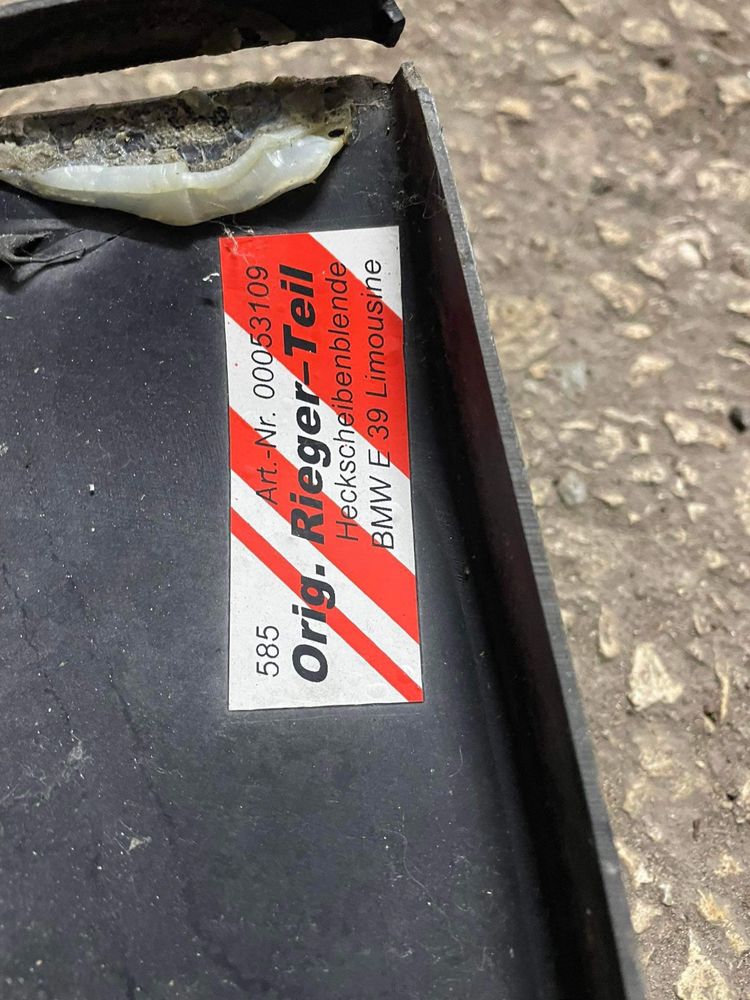 585 Art.-Nr. 00053109
Orig. Rieger-Teil
Heckscheibenblende
BMW E 39 Limousine